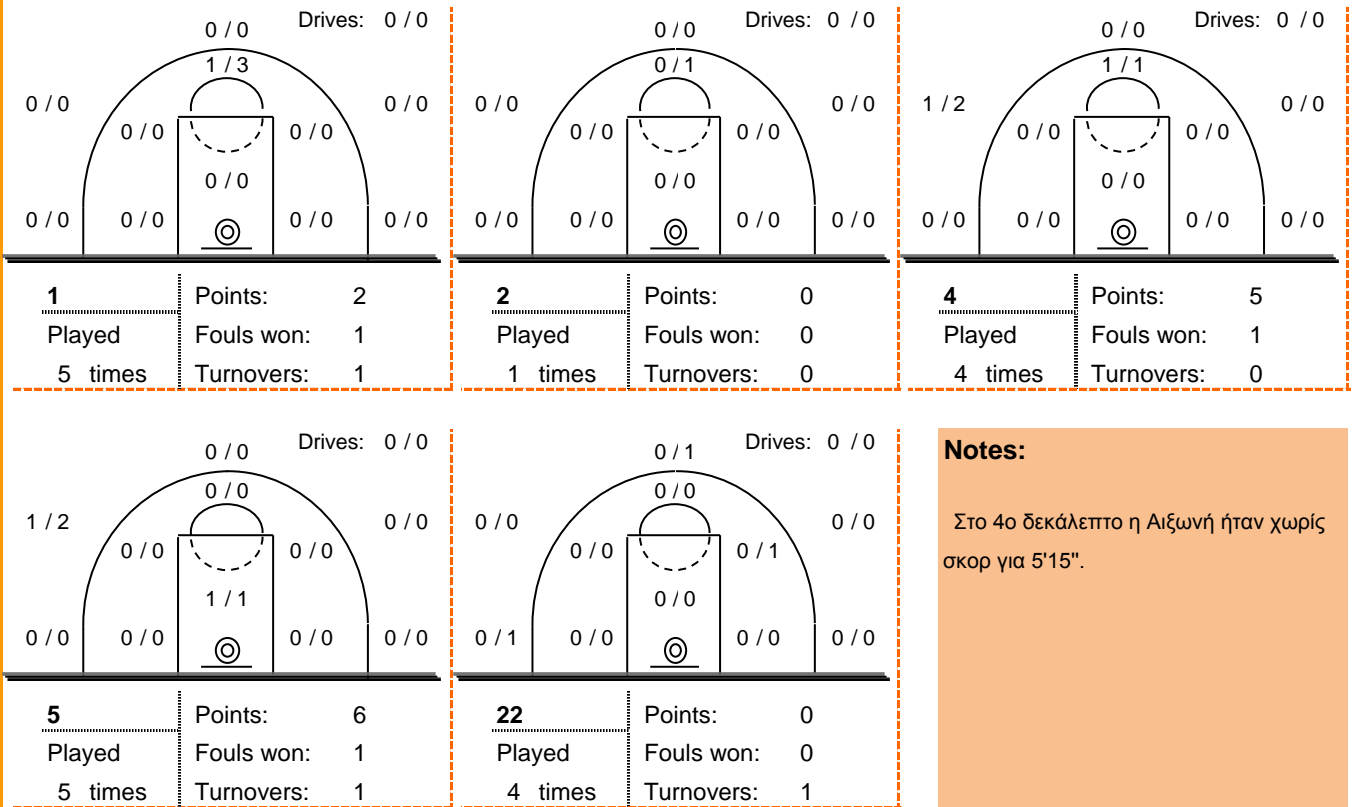 0 / 0 Drives: 0 / 0
1 / 3
0 / 0 0 / 0
0 / 0 0 / 0
0 / 0
0 / 0 0 / 0 0 / 0 0 / 0
1 Points: 2
Played Fouls won: 1
5 times Turnovers: 1
0 / 0 Drives: 0 / 0
0 / 1
0 / 0 0 / 0
0 / 0 0 / 0
0 / 0
0 / 0 0 / 0 0 / 0 0 / 0
2 Points: 0
Played Fouls won: 0
1 times Turnovers: 0
0 / 0 Drives: 0 / 0
1 / 1
1 / 2 0 / 0
0 / 0 0 / 0
0 / 0
0 / 0 0 / 0 0 / 0 0 / 0
4 Points: 5
Played Fouls won: 1
4 times Turnovers: 0
0 / 0 Drives: 0 / 0
0 / 0
1 / 2 0 / 0
0 / 0 0 / 0
1 / 1
0 / 0 0 / 0 0 / 0 0 / 0
5 Points: 6
Played Fouls won: 1
5 times Turnovers: 1
0 / 1 Drives: 0 / 0
0 / 0
0 / 0 0 / 0
0 / 0 0 / 1
0 / 0
0 / 1 0 / 0 0 / 0 0 / 0
22 Points: 0
Played Fouls won: 0
4 times Turnovers: 1
Notes:
Στο 4ο δεκάλεπτο η Αιξωνή ήταν χωρίς
σκορ για 5'15".